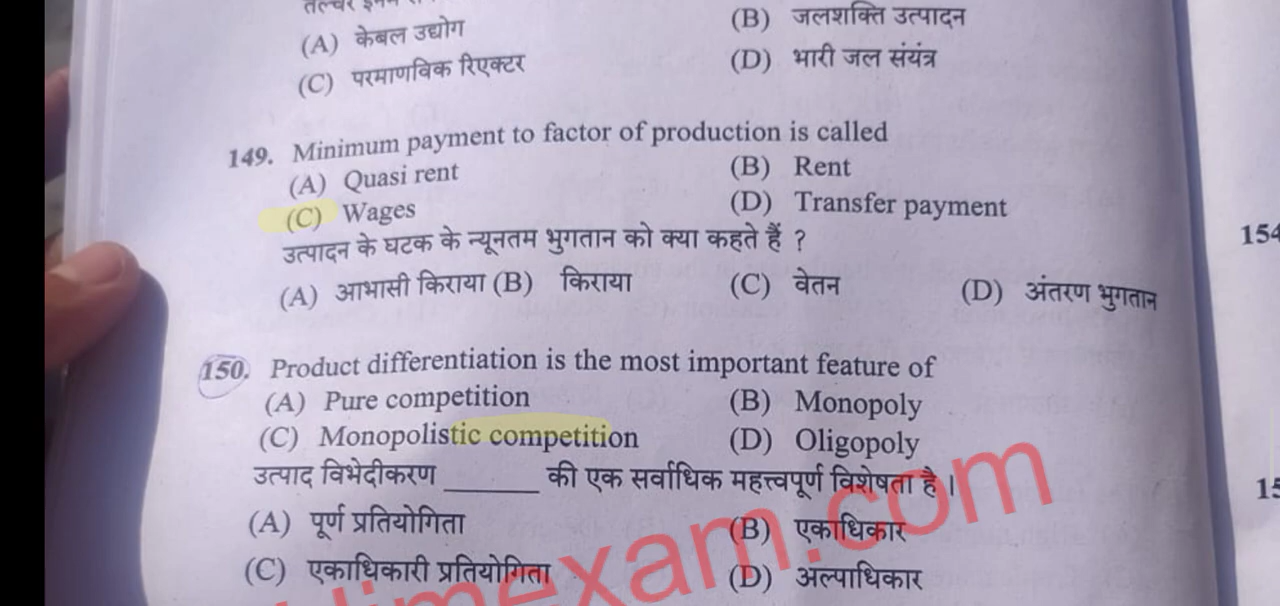 (A) केबल उद्योग (B) जलशक्ति उत्पादन
(C) परमाणविक रिएक्टर (D) भारी जल संयंत्र
149. Minimum payment to factor of production is called
(A) Quasi rent (B) Rent
(C) Wages (D) Transfer payment
उत्पादन के घटक के न्यूनतम भुगतान को क्या कहते हैं ?
(A) आभासी किराया (B) किराया (C) वेतन (D) अंतरण भुगतान
150. Product differentiation is the most important feature of
(A) Pure competition (B) Monopoly
(C) Monopolistic competition (D) Oligopoly
उत्पाद विभेदीकरण ______ की एक सर्वाधिक महत्त्वपूर्ण विशेषता है ।
(A) पूर्ण प्रतियोगिता (B) एकाधिकार
(C) एकाधिकारी प्रतियोगिता (D) अल्पाधिकार
154
15
exam.com